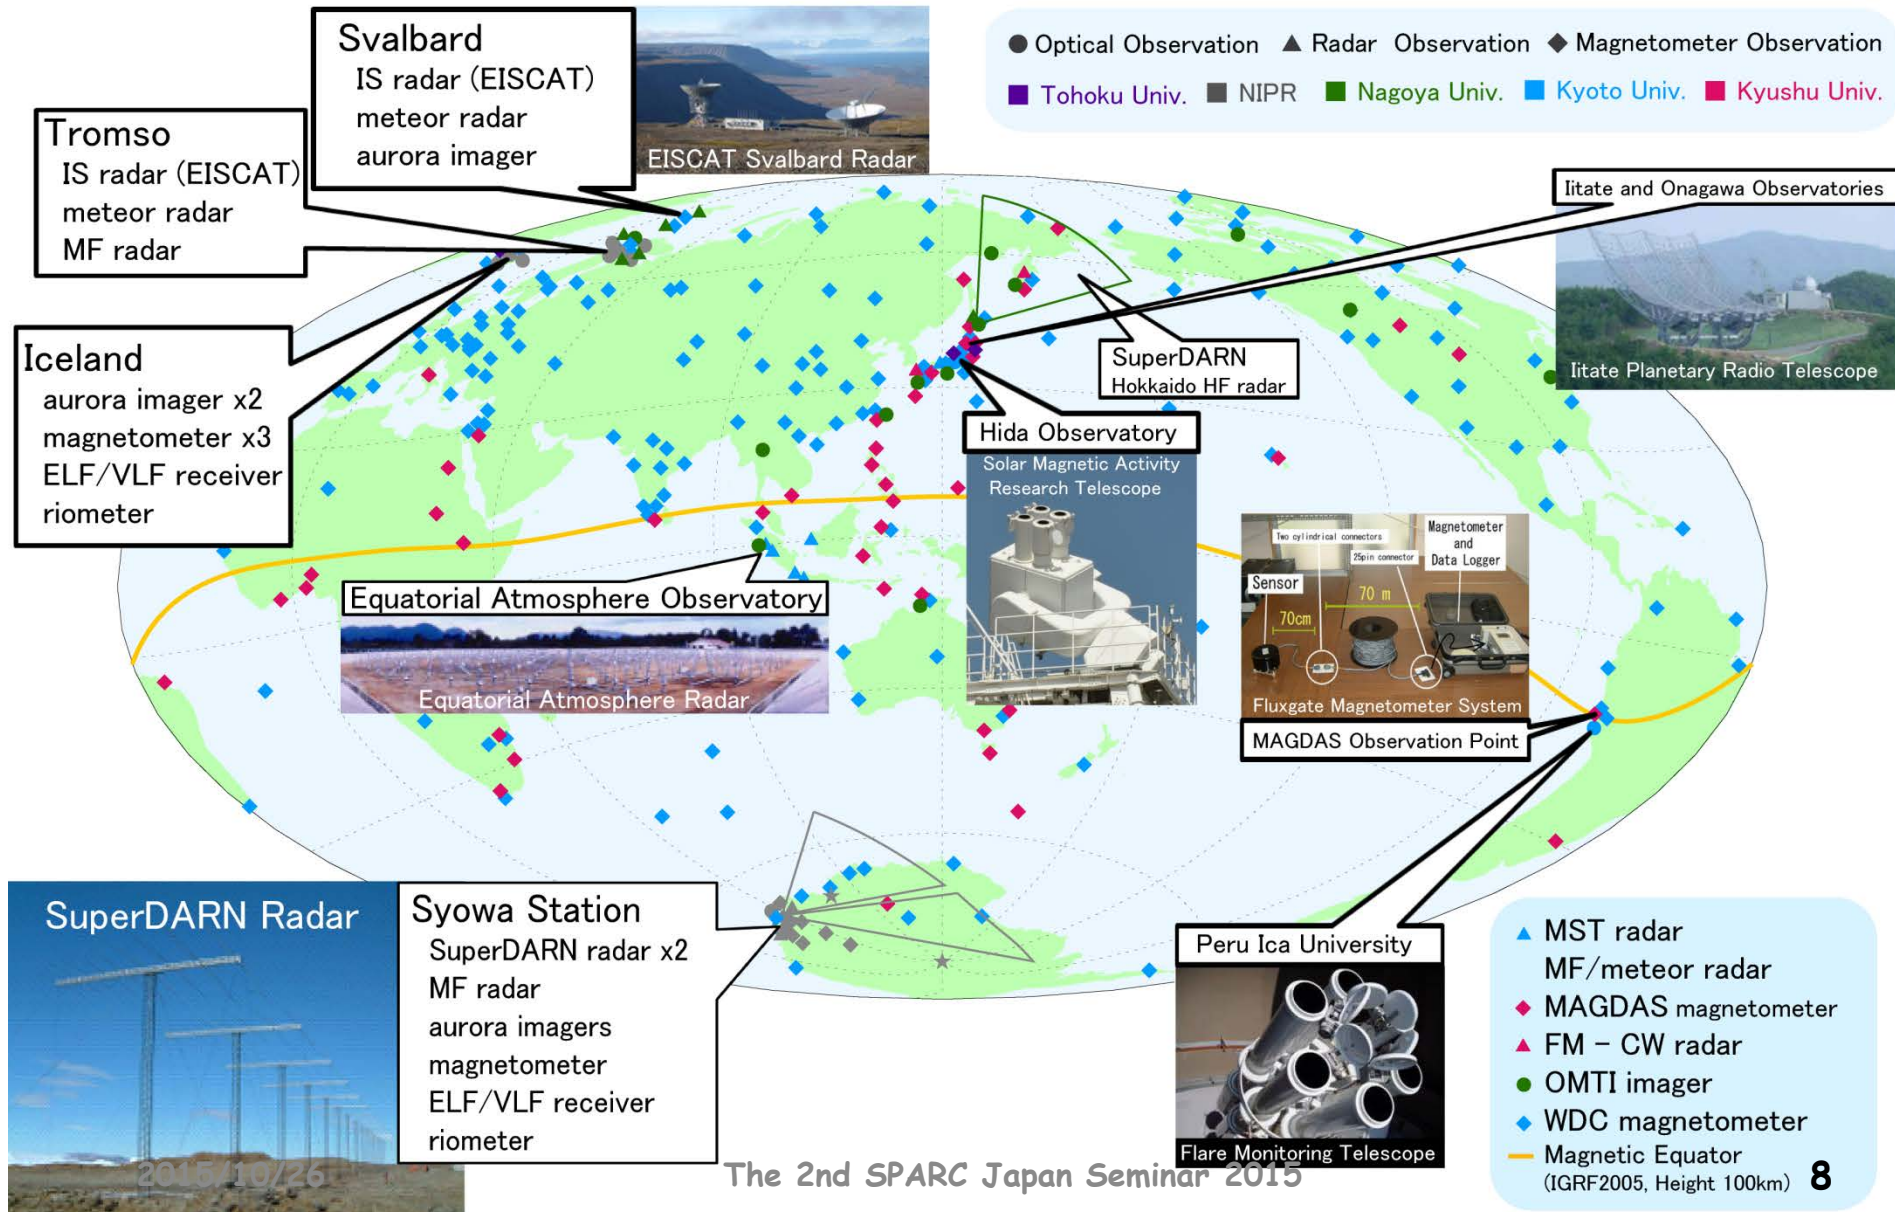 Svalbard
IS radar (EISCAT)
meteor radar
aurora imager
EISCAT Svalbard Radar
Optical Observation
Radar Observation
Magnetometer Observation
Tohoku Univ.
NIPR
Nagoya Univ.
Kyoto Univ.
Kyushu Univ.
Tromso
IS radar (EISCAT)
meteor radar
MF radar
Iitate and Onagawa Observatories
Iitate Planetary Radio Telescope
Iceland
aurora imager x2
magnetometer x3
ELF/VLF receiver
riometer
SuperDARN
Hokkaido HF radar
Hida Observatory
Solar Magnetic Activity
Research Telescope
Two cylindrical connectors
25pin connector
Magnetometer
and
Data Logger
Sensor
70 m
70cm
Fluxgate Magnetometer System
MAGDAS Observation Point
Equatorial Atmosphere Observatory
Equatorial Atmosphere Radar
SuperDARN Radar
Syowa Station
SuperDARN radar x2
MF radar
aurora imagers
magnetometer
ELF/VLF receiver
riometer
Peru Ica University
Flare Monitoring Telescope
MST radar
MF/meteor radar
MAGDAS magnetometer
FM - CW radar
OMTI imager
WDC magnetometer
Magnetic Equator
(IGRF2005, Height 100km)
2015/10/26
The 2nd SPARC Japan Seminar 2015
8